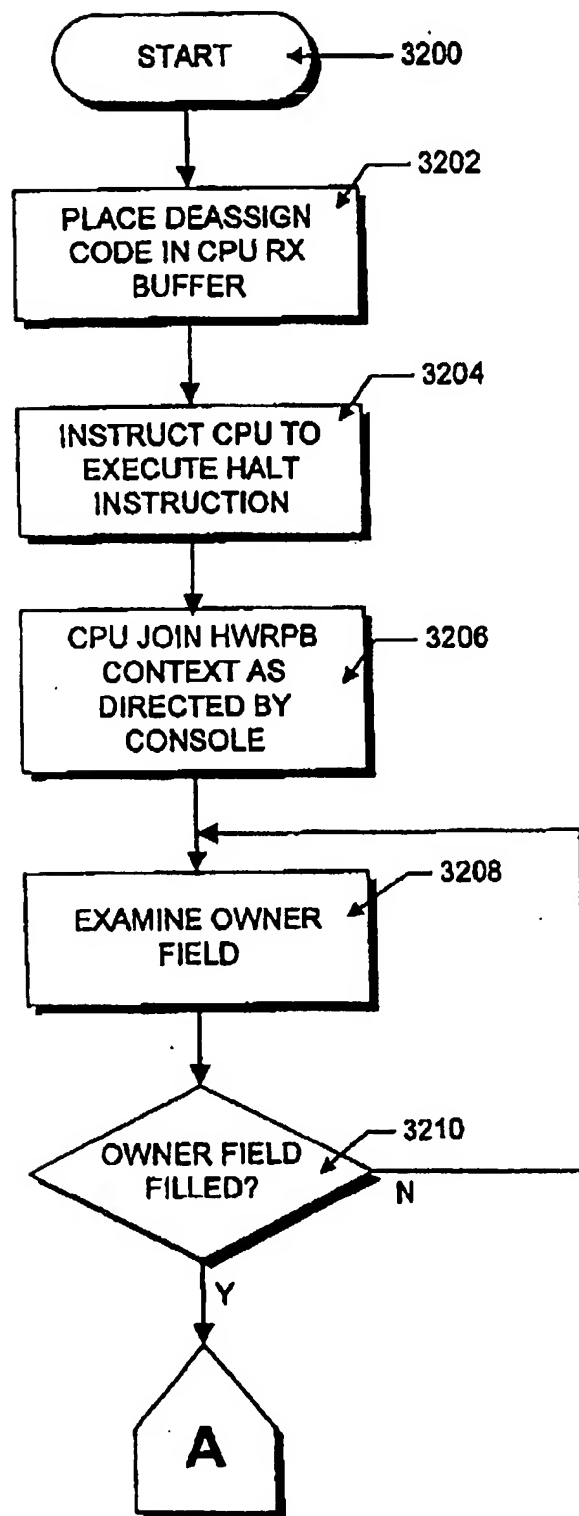 START
3200
3202
PLACE DEASSIGN
CODE IN CPU RX
BUFFER
3204
INSTRUCT CPU TO
EXECUTE HALT
INSTRUCTION
CPU JOIN HWRPB
CONTEXT AS
DIRECTED BY
CONSOLE
3206
3208
EXAMINE OWNER
FIELD
3210
OWNER FIELD
FILLED?
N
Y
A